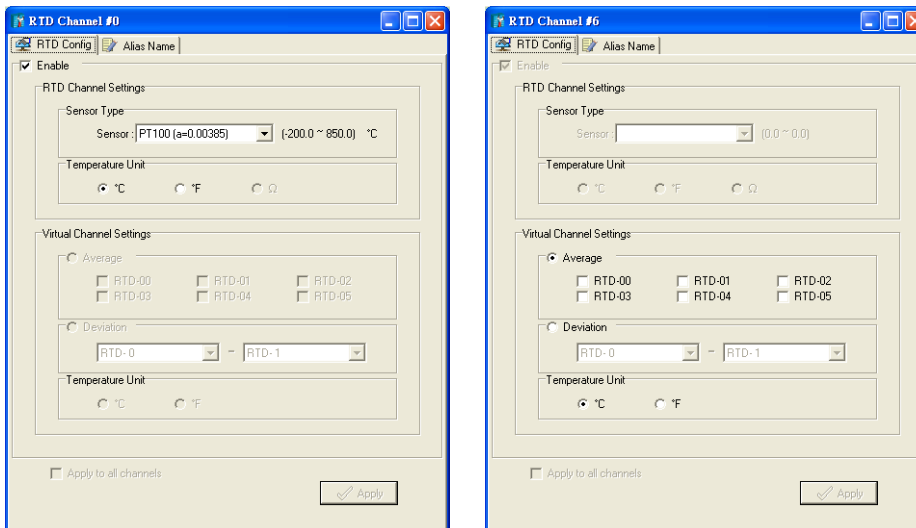 RTD Channel #0
RTD Config Alias Name
Enable
RTD Channel Settings
Sensor Type
Sensor : PT100 (a=0.00385) (-200.0 ~ 850.0) °C
Temperature Unit
°C °F Ω
Virtual Channel Settings
Average
RTD-00 RTD-01 RTD-02
RTD-03 RTD-04 RTD-05
Deviation
RTD- 0 - RTD- 1
Temperature Unit
°C °F
Apply to all channels
Apply
RTD Channel #6
RTD Config Alias Name
Enable
RTD Channel Settings
Sensor Type
Sensor : (0.0 ~ 0.0)
Temperature Unit
°C °F Ω
Virtual Channel Settings
Average
RTD-00 RTD-01 RTD-02
RTD-03 RTD-04 RTD-05
Deviation
RTD- 0 - RTD- 1
Temperature Unit
°C °F
Apply to all channels
Apply